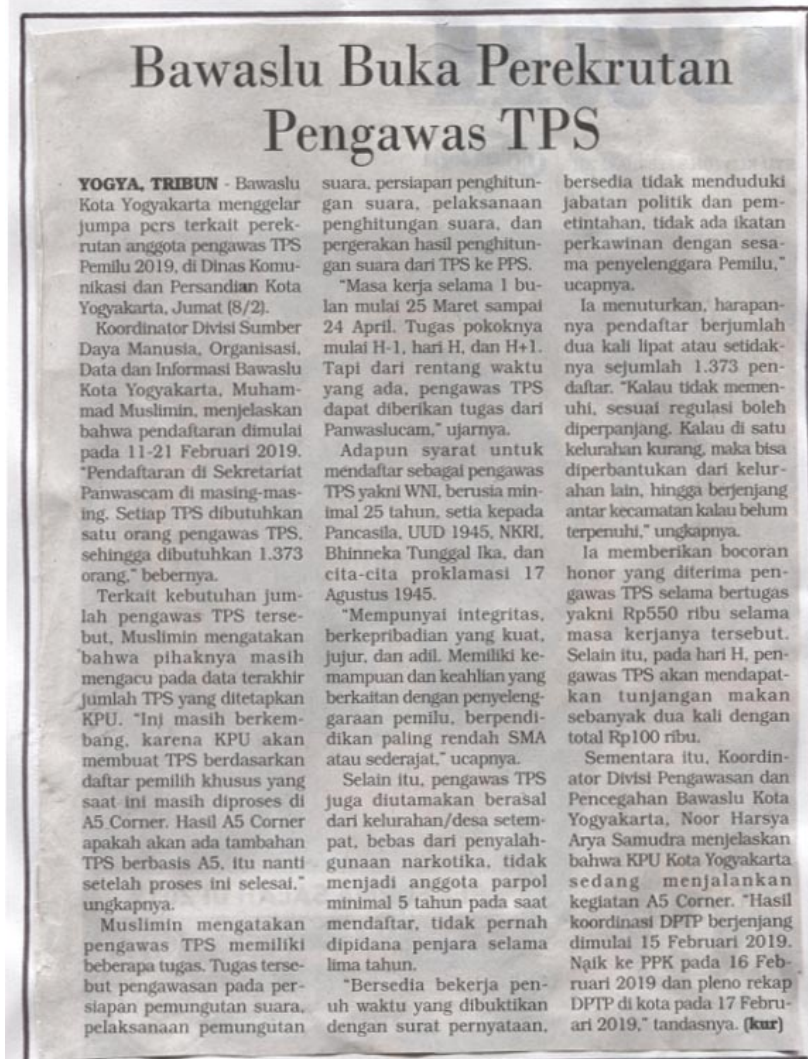 Bawaslu Buka Perekrutan
Pengawas TPS
YOGYA, TRIBUN - Bawaslu
Kota Yogyakarta menggelar
jumpa pers terkait perek-
rutan anggota pengawas TPS
Pemilu 2019, di Dinas Komu-
nikasi dan Persandian Kota
Yogyakarta, Jumat (8/2).
Koordinator Divisi Sumber
Daya Manusia, Organisasi,
Data dan Informasi Bawaslu
Kota Yogyakarta, Muham-
mad Muslimin, menjelaskan
bahwa pendaftaran dimulai
pada 11-21 Februari 2019.
"Pendaftaran di Sekretariat
Panwascam di masing-mas-
ing. Setiap TPS dibutuhkan
satu orang pengawas TPS,
sehingga dibutuhkan 1.373
orang," bebernya.
Terkait kebutuhan jum-
lah pengawas TPS terse-
but, Muslimin mengatakan
bahwa pihaknya masih
mengacu pada data terakhir
jumlah TPS yang ditetapkan
KPU. "Ini masih berkem-
bang, karena KPU akan
membuat TPS berdasarkan
daftar pemilih khusus yang
saat ini masih diproses di
A5 Corner. Hasil A5 Corner
apakah akan ada tambahan
TPS berbasis A5, itu nanti
setelah proses ini selesai,"
ungkapnya.
Muslimin mengatakan
pengawas TPS memiliki
beberapa tugas. Tugas terse-
but pengawasan pada per-
siapan pemungutan suara,
pelaksanaan pemungutan
suara, persiapan penghitun-
gan suara, pelaksanaan
penghitungan suara, dan
pergerakan hasil penghitun-
gan suara dari TPS ke PPS.
"Masa kerja selama 1 bu-
lan mulai 25 Maret sampai
24 April. Tugas pokoknya
mulai H-1, hari H, dan H+1.
Tapi dari rentang waktu
yang ada, pengawas TPS
dapat diberikan tugas dari
Panwaslucam," ujarnya.
Adapun syarat untuk
mendaftar sebagai pengawas
TPS yakni WNI, berusia min-
imal 25 tahun, setia kepada
Pancasila, UUD 1945, NKRI,
Bhinneka Tunggal Ika, dan
cita-cita proklamasi 17
Agustus 1945.
"Mempunyai integritas,
berkepribadian yang kuat,
jujur, dan adil. Memiliki ke-
mampuan dan keahlian yang
berkaitan dengan penyeleng-
garaan pemilu, berpendi-
dikan paling rendah SMA
atau sederajat," ucapnya.
Selain itu, pengawas TPS
juga diutamakan berasal
dari kelurahan/desa setem-
pat, bebas dari penyalah-
gunaan narkotika, tidak
menjadi anggota parpol
minimal 5 tahun pada saat
mendaftar, tidak pernah
dipidana penjara selama
lima tahun.
"Bersedia bekerja pen-
uh waktu yang dibuktikan
dengan surat pernyataan,
bersedia tidak menduduki
jabatan politik dan pem-
etintahan, tidak ada ikatan
perkawinan dengan sesa-
ma penyelenggara Pemilu,"
ucapnya.
Ia menuturkan, harapan-
nya pendaftar berjumlah
dua kali lipat atau setidak-
nya sejumlah 1.373 pen-
daftar. "Kalau tidak memen-
uhi, sesuai regulasi boleh
diperpanjang. Kalau di satu
kelurahan kurang, maka bisa
diperbantukan dari kelur-
ahan lain, hingga berjenjang
antar kecamatan kalau belum
terpenuhi," ungkapnya.
Ia memberikan bocoran
honor yang diterima pen-
gawas TPS selama bertugas
yakni Rp550 ribu selama
masa kerjanya tersebut.
Selain itu, pada hari H, pen-
gawas TPS akan mendapat-
kan tunjangan makan
sebanyak dua kali dengan
total Rp100 ribu.
Sementara itu, Koordin-
ator Divisi Pengawasan dan
Pencegahan Bawaslu Kota
Yogyakarta, Noor Harsya
Arya Samudra menjelaskan
bahwa KPU Kota Yogyakarta
sedang menjalankan
kegiatan A5 Corner. "Hasil
koordinasi DPTP berjenjang
dimulai 15 Februari 2019.
Naik ke PPK pada 16 Feb-
ruari 2019 dan pleno rekap
DPTP di kota pada 17 Febru-
ari 2019," tandasnya. (kur)